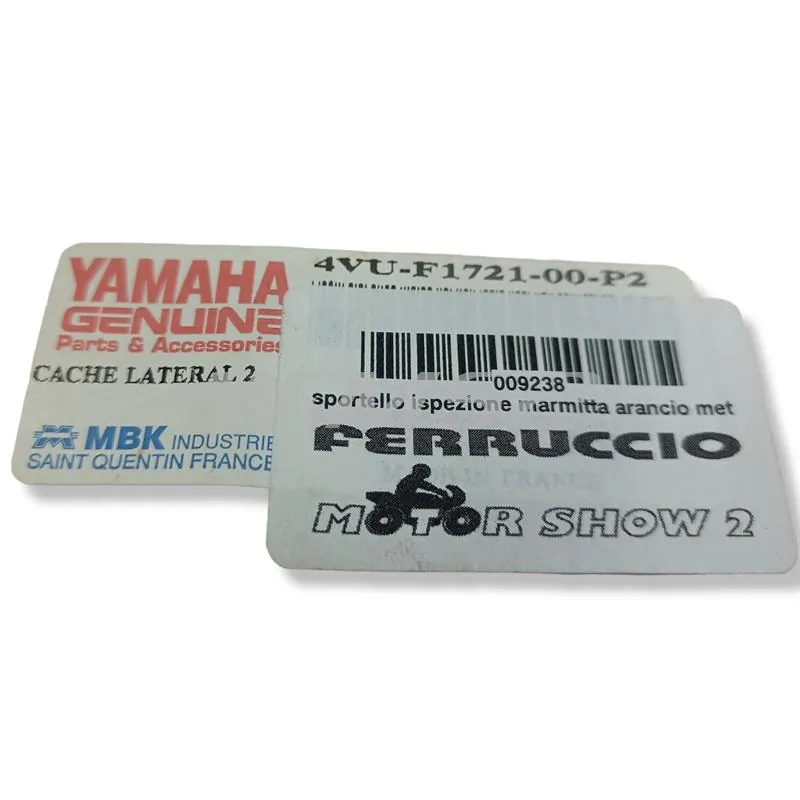 YAMAHA
GENUINE
Parts & Accessories
CACHE LATERAL 2
MBK INDUSTRIE
SAINT QUENTIN FRANCE
4VU-F1721-00-P2
009238
sportello ispezione marmitta arancio met
FERRUCCIO
MOTOR SHOW 2